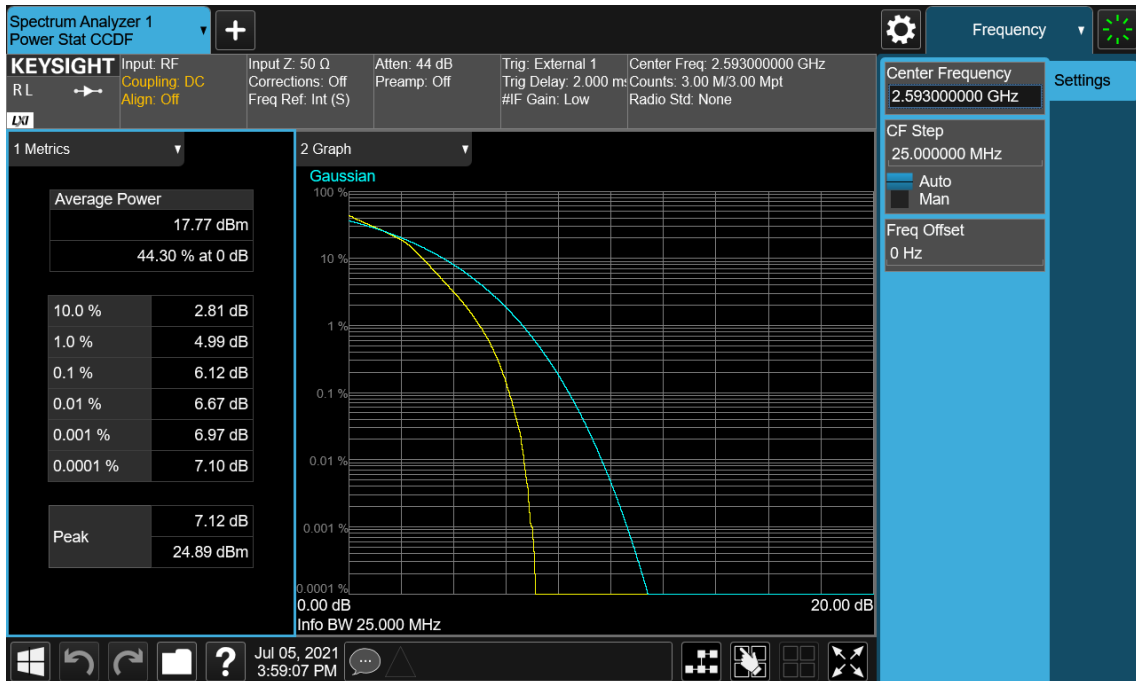 Spectrum Analyzer 1
Power Stat CCDF
Frequency
KEYSIGHT
R L
LXI
Input: RF
Coupling: DC
Align: Off
Input Z: 50 Ω
Corrections: Off
Freq Ref: Int (S)
Atten: 44 dB
Preamp: Off
Trig: External 1
Trig Delay: 2.000 ms
#IF Gain: Low
Center Freq: 2.593000000 GHz
Counts: 3.00 M/3.00 Mpt
Radio Std: None
Center Frequency
2.593000000 GHz
Settings
CF Step
25.000000 MHz
Auto
Man
Freq Offset
0 Hz
1 Metrics
Average Power
17.77 dBm
44.30 % at 0 dB
10.0 % 2.81 dB
1.0 % 4.99 dB
0.1 % 6.12 dB
0.01 % 6.67 dB
0.001 % 6.97 dB
0.0001 % 7.10 dB
Peak
7.12 dB
24.89 dBm
2 Graph
Gaussian
100 %
10 %
1 %
0.1 %
0.01 %
0.001 %
0.0001 %
0.00 dB
20.00 dB
Info BW 25.000 MHz
?
Jul 05, 2021
3:59:07 PM